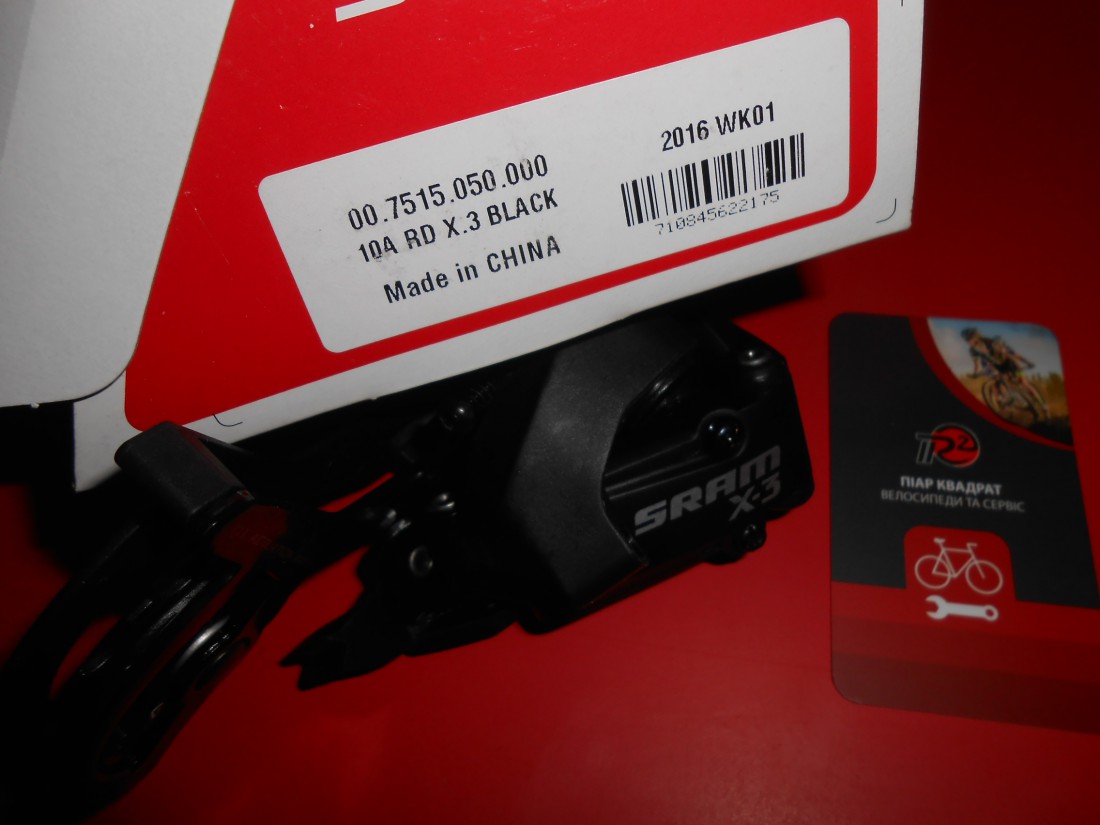 00.7515.050.000
10A RD X.3 BLACK
Made in CHINA
2016 WK01
710845622175
SRAM
X·3
ПІАР КВАДРАТ
ВЕЛОСИПЕДИ ТА СЕРВІС